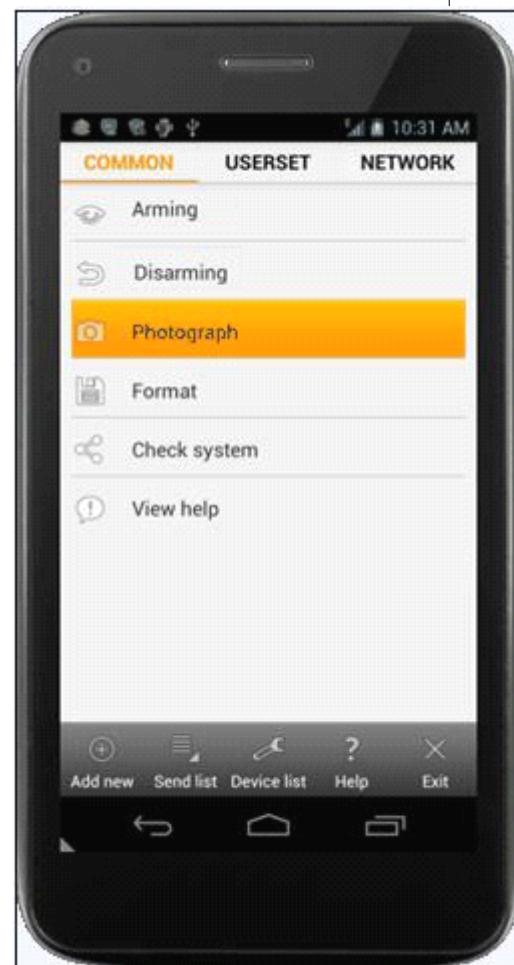 10:31 AM
COMMON USERSET NETWORK
Arming
Disarming
Photograph
Format
Check system
View help
?
Add new Send list Device list Help Exit